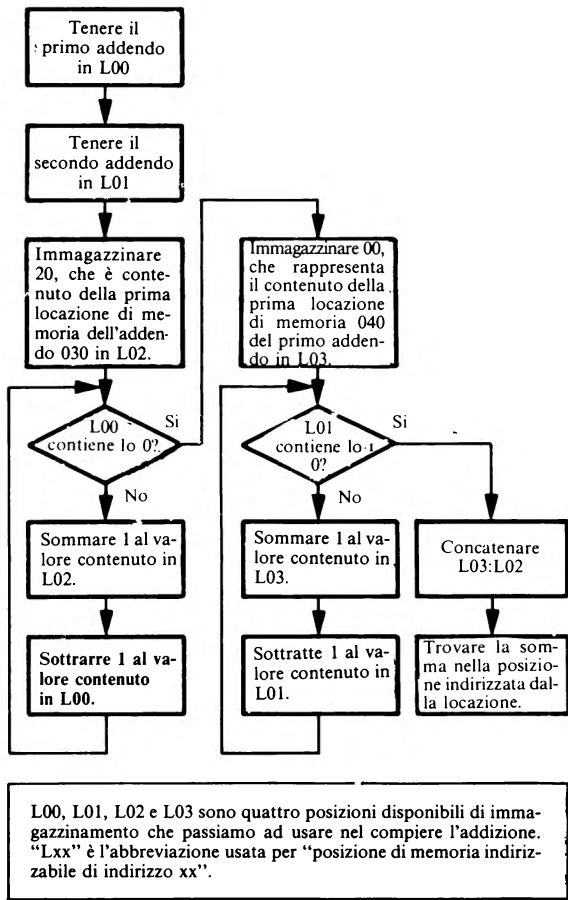 Tenere il
primo addendo
in L00
Tenere il
secondo addendo
in L01
Immagazzinare
20, che è conte-
nuto della prima
locazione di me-
moria dell'adden-
do 030 in L02.
L00
contiene lo 0?
Si
No
Sommare 1 al va-
lore contenuto in
L02.
Sottrarre 1 al va-
lore contenuto
in L00.
Immagazzinare 00,
che rappresenta
il contenuto della
prima locazione
di memoria 040
del primo adden-
do in L03.
L01
contiene lo
0?
Si
No
Sommare 1 al va-
lore contenuto in
L03.
Sottratte 1 al va-
lore contenuto in
L01.
Concatenare
L03:L02
Trovare la som-
ma nella posizio-
ne indirizzata dal-
la locazione.
L00, L01, L02 e L03 sono quattro posizioni disponibili di imma-
gazzinamento che passiamo ad usare nel compiere l'addizione.
"Lxx" è l'abbreviazione usata per "posizione di memoria indiriz-
zabile di indirizzo xx".